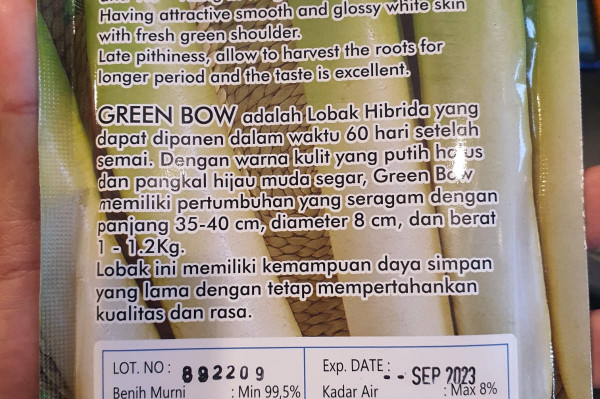 Having attractive smooth and glossy white skin
with fresh green shoulder.
Late pithiness, allow to harvest the roots for
longer period and the taste is excellent.
GREEN BOW adalah Lobak Hibrida yang
dapat dipanen dalam waktu 60 hari setelah
semai. Dengan warna kulit yang putih halus
dan pangkal hijau muda segar, Green Bow
memiliki pertumbuhan yang seragam dengan
panjang 35-40 cm, diameter 8 cm, dan berat
1 - 1.2Kg.
Lobak ini memiliki kemampuan daya simpan
yang lama dengan tetap mempertahankan
kualitas dan rasa.
LOT. NO : 892209 Exp. DATE : -- SEP 2023
Benih Murni : Min 99,5% Kadar Air : Max 8%